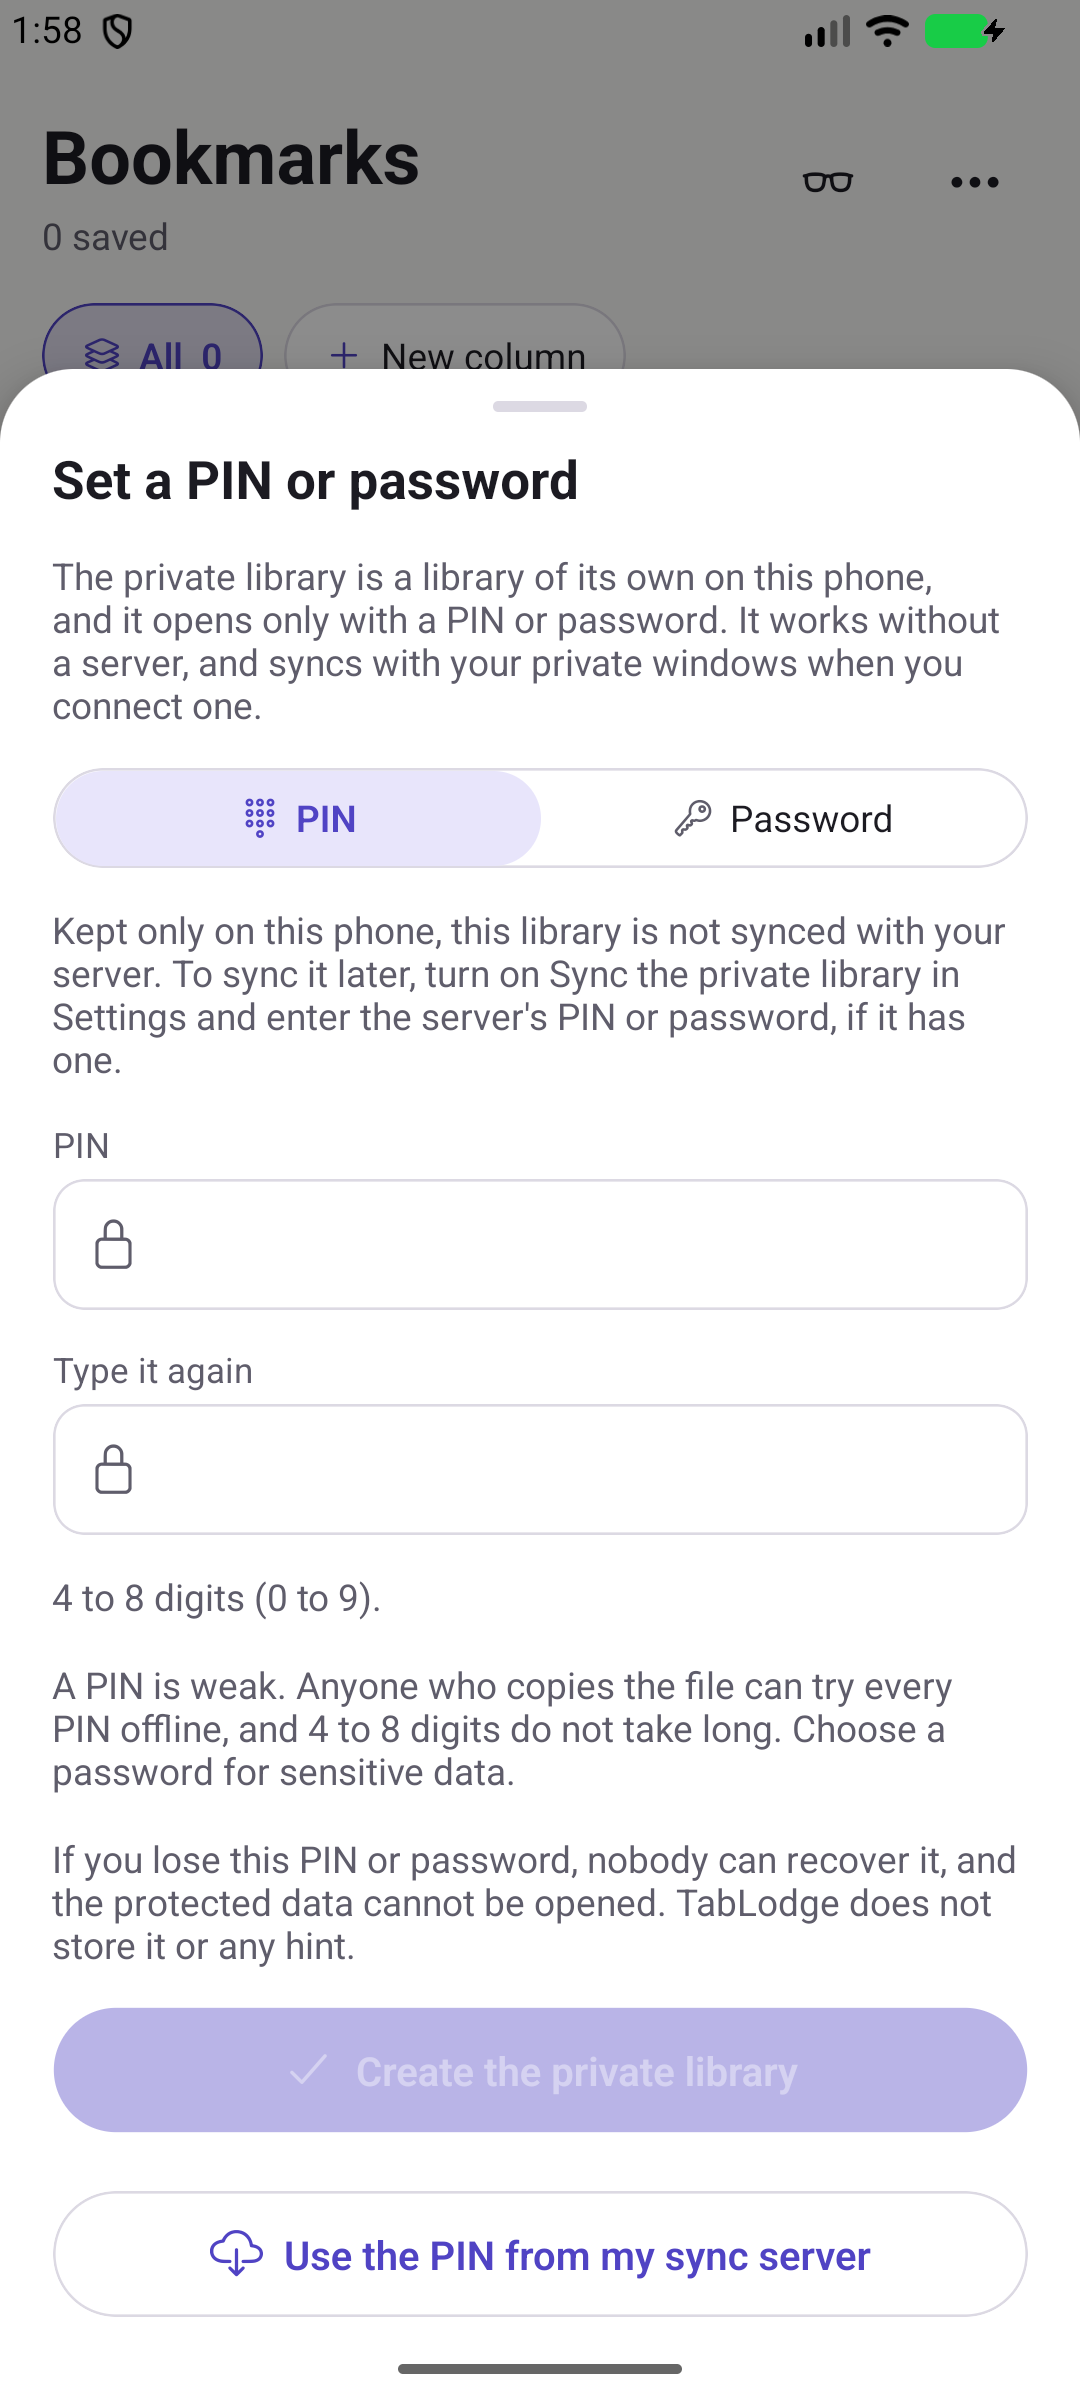 1:58
Bookmarks
0 saved
All 0
New column
Set a PIN or password
The private library is a library of its own on this phone,
and it opens only with a PIN or password. It works without
a server, and syncs with your private windows when you
connect one.
PIN
Password
Kept only on this phone, this library is not synced with your
server. To sync it later, turn on Sync the private library in
Settings and enter the server's PIN or password, if it has
one.
PIN
Type it again
4 to 8 digits (0 to 9).
A PIN is weak. Anyone who copies the file can try every
PIN offline, and 4 to 8 digits do not take long. Choose a
password for sensitive data.
If you lose this PIN or password, nobody can recover it, and
the protected data cannot be opened. TabLodge does not
store it or any hint.
Create the private library
Use the PIN from my sync server